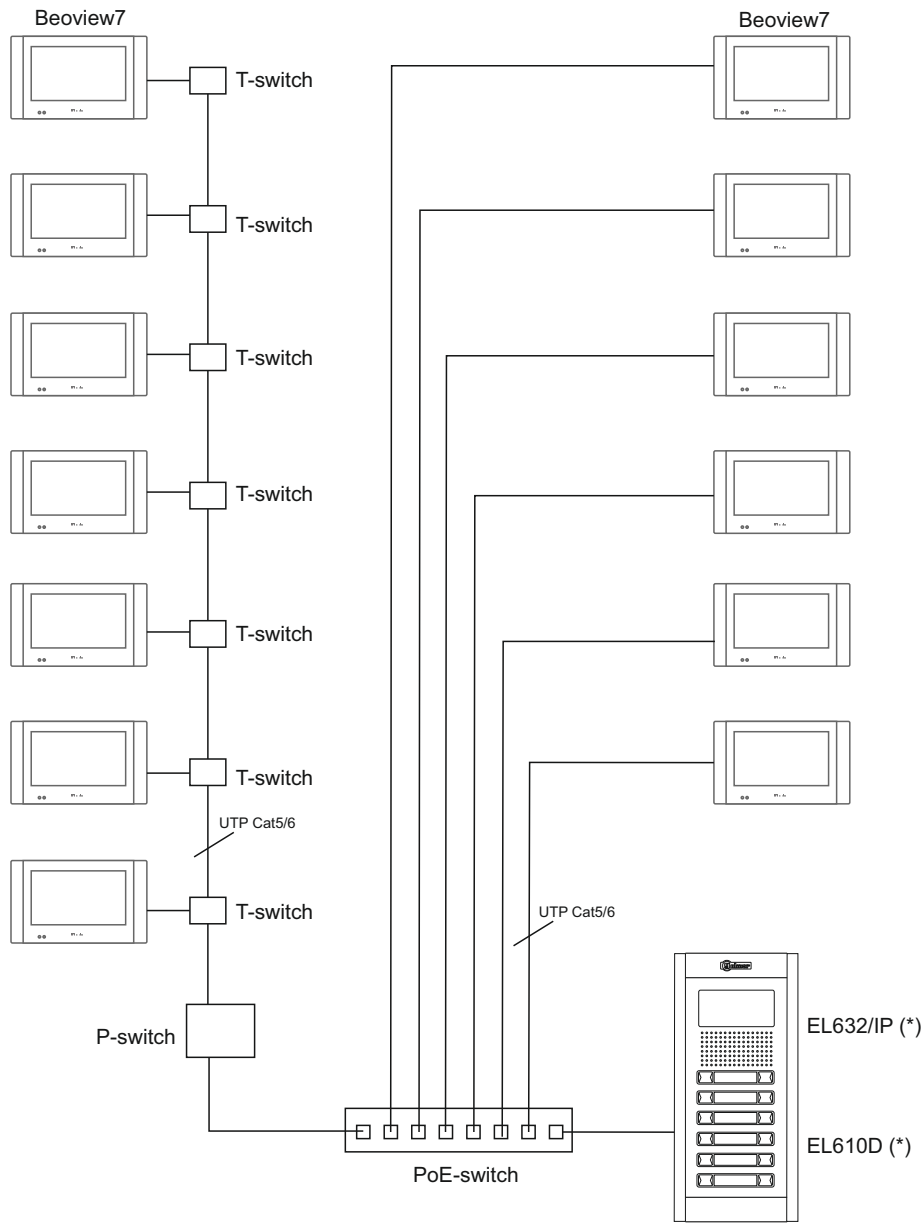 Beoview7
Beoview7
T-switch
T-switch
T-switch
T-switch
T-switch
T-switch
UTP Cat5/6
T-switch
UTP Cat5/6
P-switch
golmar
EL632/IP (*)
EL610D (*)
PoE-switch